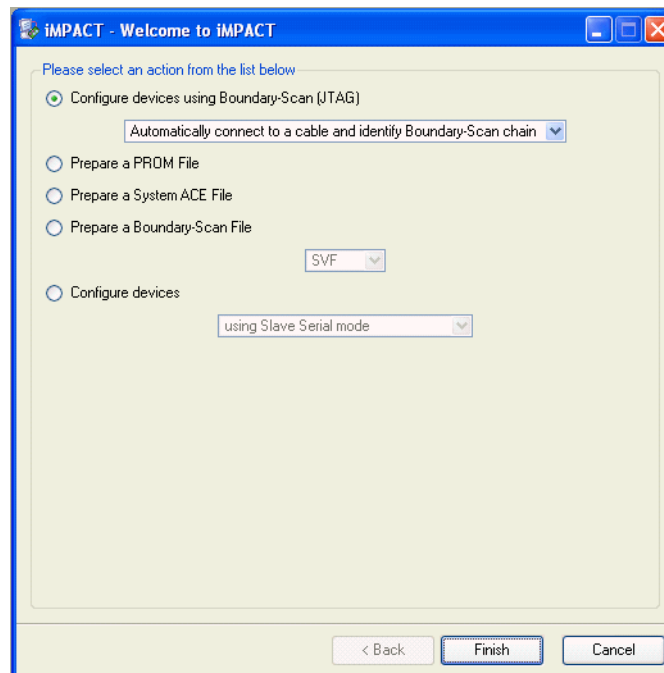 iMPACT - Welcome to iMPACT
Please select an action from the list below
Configure devices using Boundary-Scan (JTAG)
Automatically connect to a cable and identify Boundary-Scan chain
Prepare a PROM File
Prepare a System ACE File
Prepare a Boundary-Scan File
SVF
Configure devices
using Slave Serial mode
< Back Finish Cancel